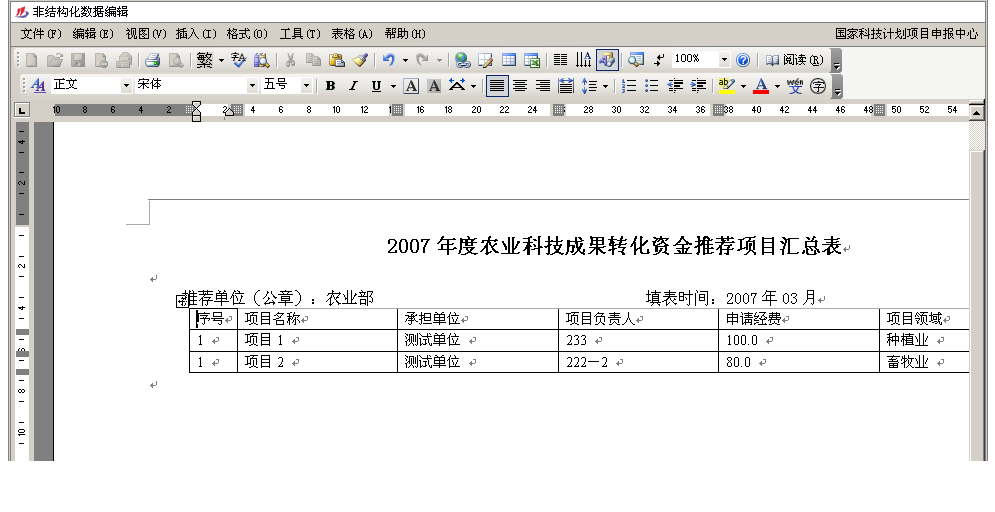 非结构化数据编辑
文件(F) 编辑(E) 视图(V) 插入(I) 格式(O) 工具(T) 表格(A) 帮助(H) 国家科技计划项目申报中心
繁 100% 阅读(R)
正文 宋体 五号 B I U A A A wén 字
10 8 6 4 2 2 4 6 8 10 12 14 16 18 20 22 24 26 28 30 32 34 36 38 40 42 44 46 48 50 52 54
2007 年度农业科技成果转化资金推荐项目汇总表
推荐单位（公章）：农业部 填表时间：2007 年 03 月
序号 项目名称 承担单位 项目负责人 申请经费 项目领域
1 项目 1 测试单位 233 100.0 种植业
1 项目 2 测试单位 222－2 80.0 畜牧业